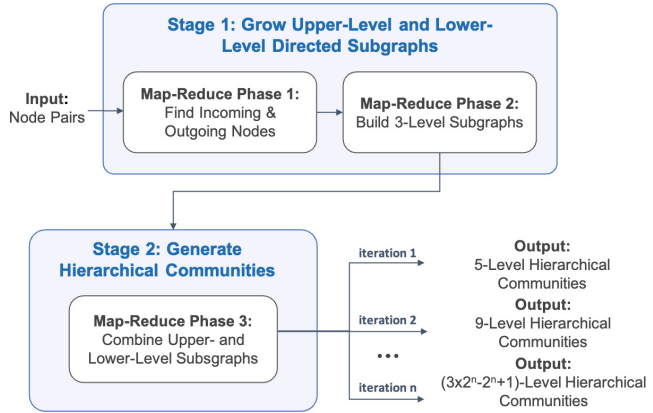 Stage 1: Grow Upper-Level and Lower-
Level Directed Subgraphs
Input:
Node Pairs
Map-Reduce Phase 1:
Find Incoming &
Outgoing Nodes
Map-Reduce Phase 2:
Build 3-Level Subgraphs
Stage 2: Generate
Hierarchical Communities
Map-Reduce Phase 3:
Combine Upper- and
Lower-Level Subsgraphs
iteration 1
Output:
5-Level Hierarchical
Communities
iteration 2
Output:
9-Level Hierarchical
Communities
...
iteration n
Output:
(3x2ⁿ-2ⁿ+1)-Level Hierarchical
Communities